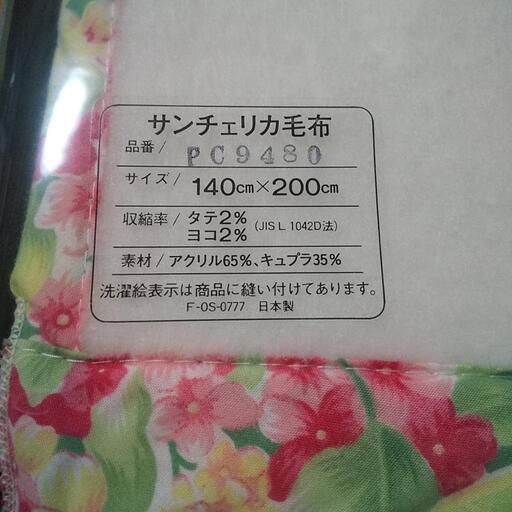 サンチェリカ毛布
品番/ PC9480
サイズ/ 140cm×200cm
収縮率/ タテ2% (JIS L 1042D法)
ヨコ2%
素材/アクリル65%、キュプラ35%
洗濯絵表示は商品に縫い付けてあります。
F-OS-0777 日本製